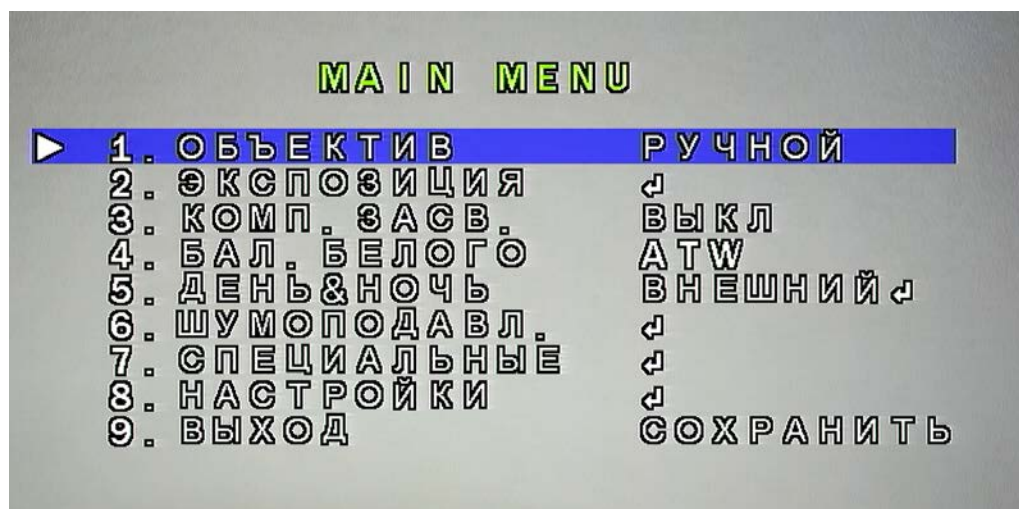 MAIN MENU
1. ОБЪЕКТИВ РУЧНОЙ
2. ЭКСПОЗИЦИЯ ↲
3. КОМП. ЗАСВ. ВЫКЛ
4. БАЛ. БЕЛОГО ATW
5. ДЕНЬ&НОЧЬ ВНЕШНИЙ↲
6. ШУМОПОДАВЛ. ↲
7. СПЕЦИАЛЬНЫЕ ↲
8. НАСТРОЙКИ ↲
9. ВЫХОД СОХРАНИТЬ